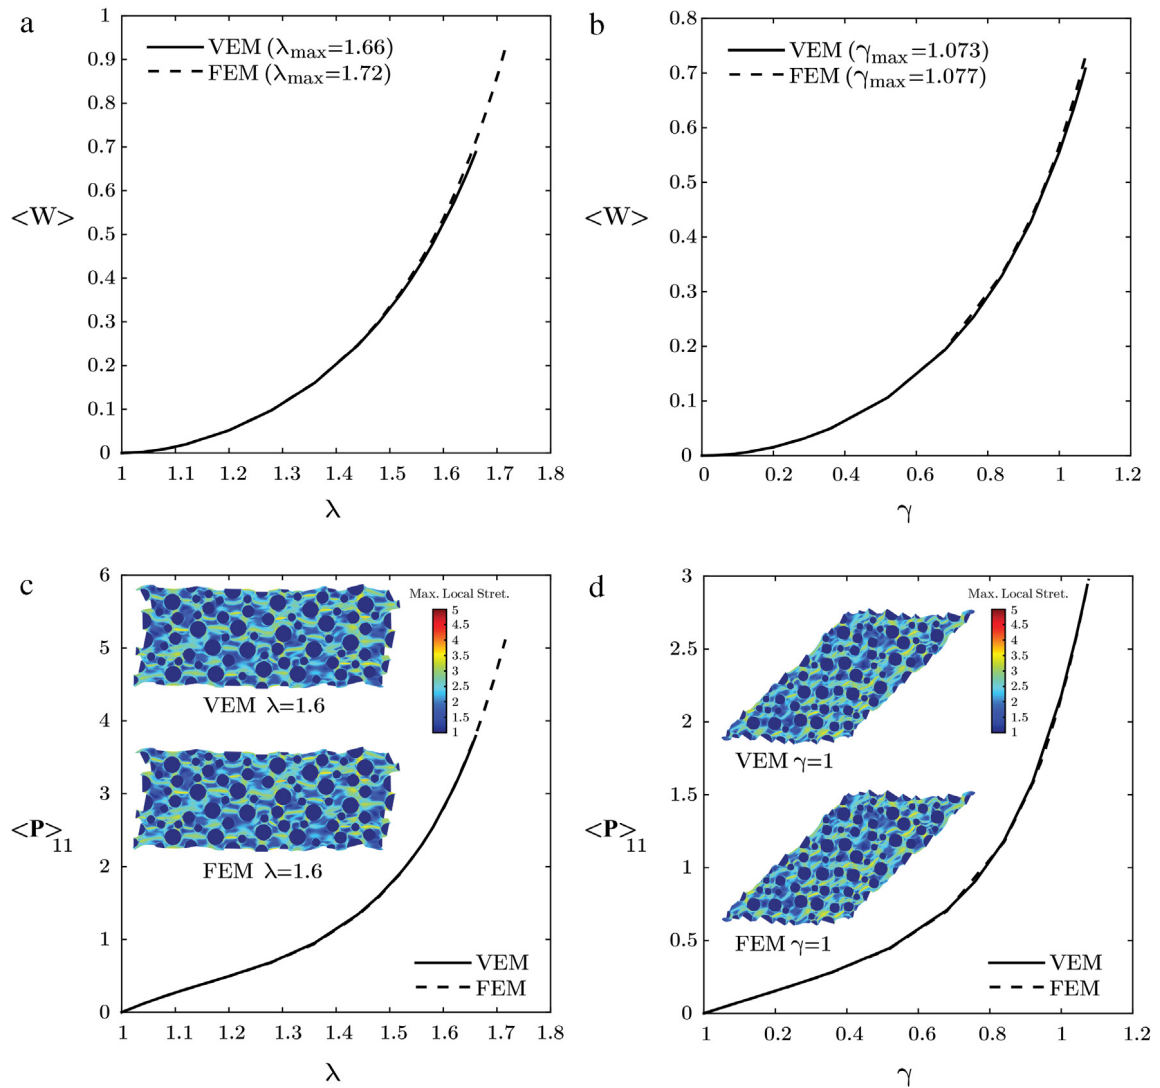 a
VEM (λmax=1.66)
FEM (λmax=1.72)
1
0.9
0.8
0.7
0.6
0.5
0.4
0.3
0.2
0.1
0
<W>
1 1.1 1.2 1.3 1.4 1.5 1.6 1.7 1.8
λ
b
VEM (γmax=1.073)
FEM (γmax=1.077)
0.8
0.7
0.6
0.5
0.4
0.3
0.2
0.1
0
<W>
0 0.2 0.4 0.6 0.8 1 1.2
γ
c
6
5
4
3
2
1
0
<P>11
Max. Local Stret.
5
4.5
4
3.5
3
2.5
2
1.5
1
VEM λ=1.6
FEM λ=1.6
VEM
FEM
1 1.1 1.2 1.3 1.4 1.5 1.6 1.7 1.8
λ
d
3
2.5
2
1.5
1
0.5
0
<P>11
Max. Local Stret.
5
4.5
4
3.5
3
2.5
2
1.5
1
VEM γ=1
FEM γ=1
VEM
FEM
1 0.2 0.4 0.6 0.8 1 1.2
γ